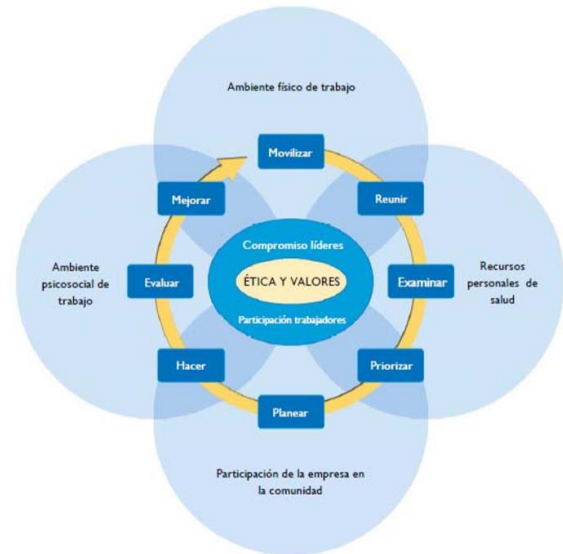 Ambiente físico de trabajo
Movilizar
Mejorar
Reunir
Compromiso líderes
Ambiente
psicosocial de
trabajo
Evaluar
ÉTICA Y VALORES
Examinar
Recursos
personales de
salud
Participación trabajadores
Hacer
Priorizar
Planear
Participación de la empresa en
la comunidad